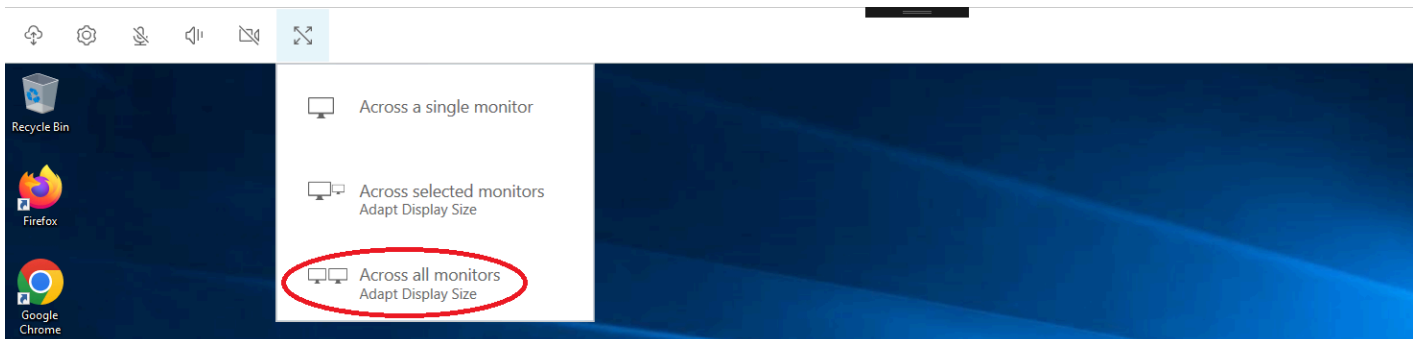 Recycle Bin
Firefox
Google
Chrome
Across a single monitor
Across selected monitors
Adapt Display Size
Across all monitors
Adapt Display Size